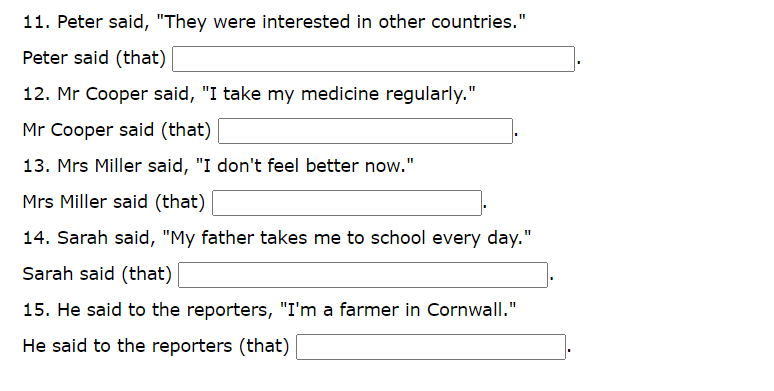 11. Peter said, "They were interested in other countries."
Peter said (that) .
12. Mr Cooper said, "I take my medicine regularly."
Mr Cooper said (that) .
13. Mrs Miller said, "I don't feel better now."
Mrs Miller said (that) .
14. Sarah said, "My father takes me to school every day."
Sarah said (that) .
15. He said to the reporters, "I'm a farmer in Cornwall."
He said to the reporters (that) .